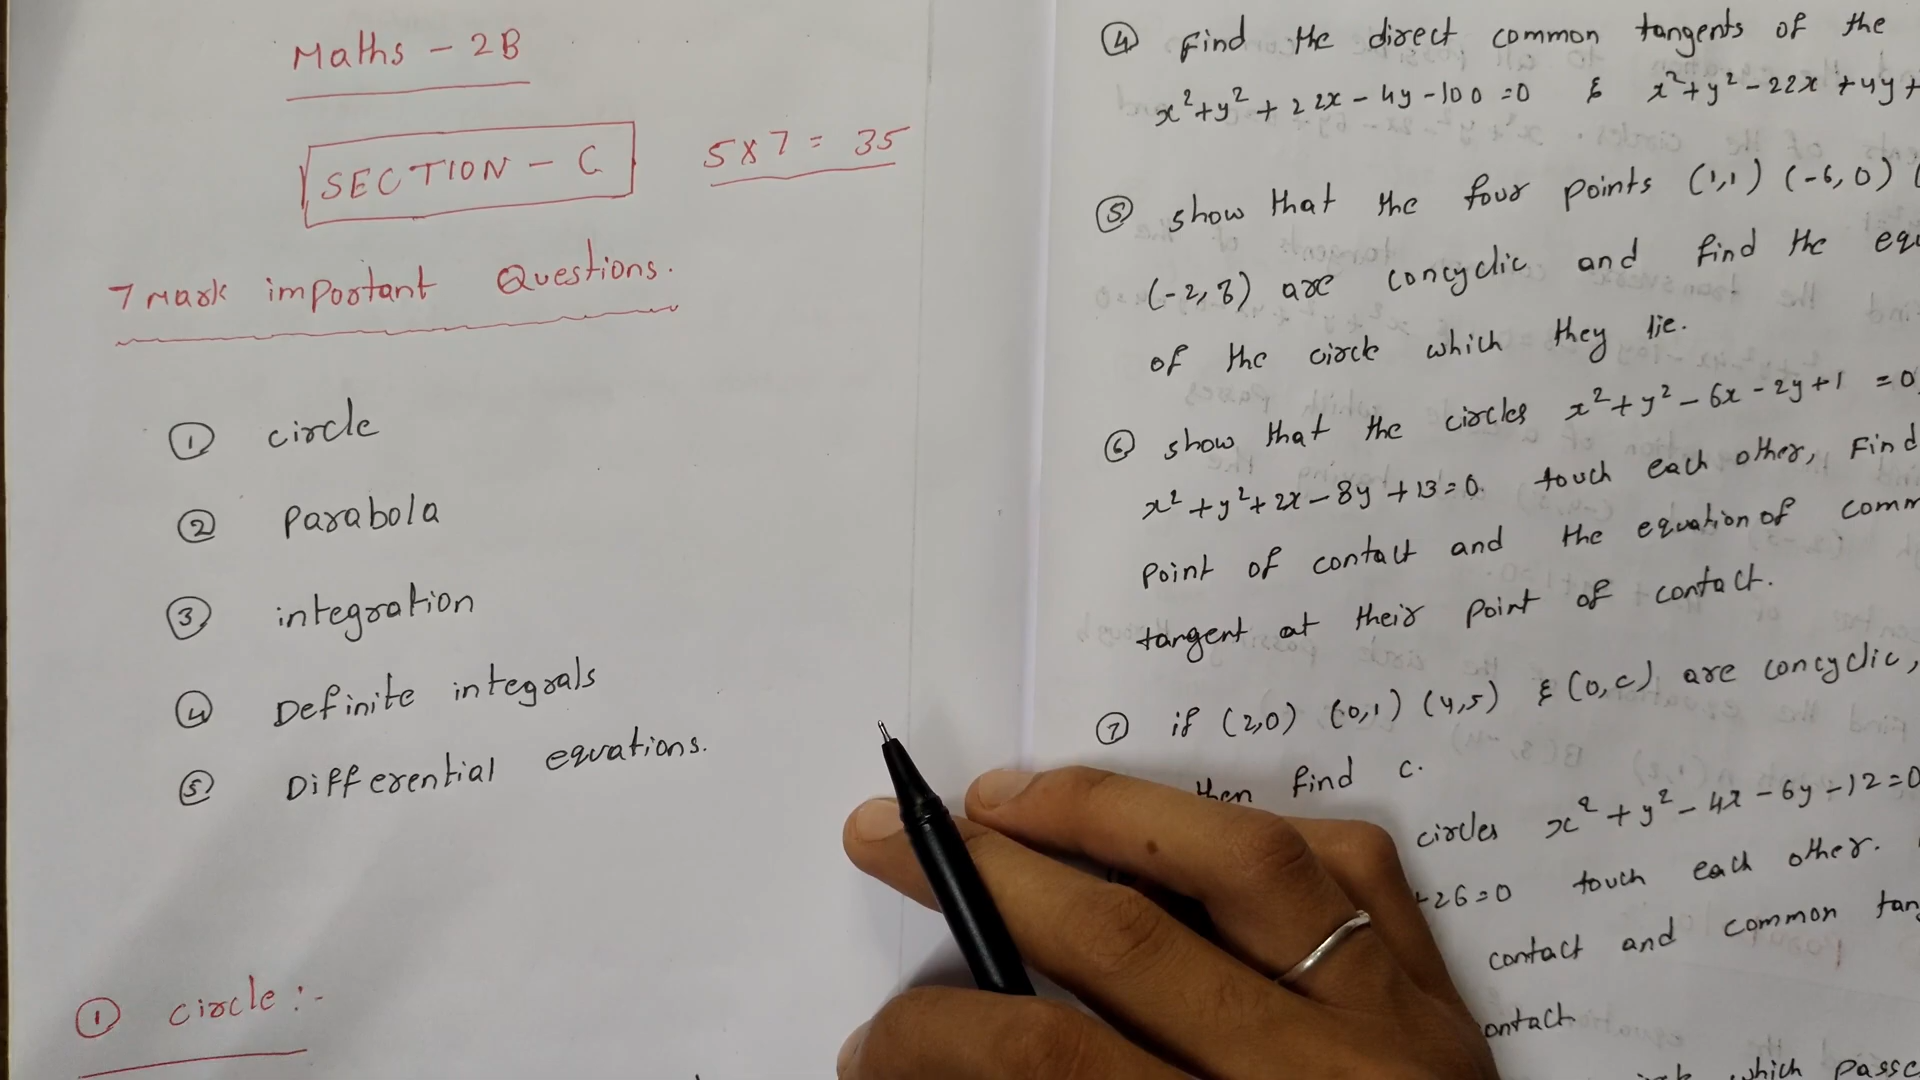 Maths - 2B
SECTION - C
5x7 = 35
7 Mark important Questions.
① circle
② Parabola
③ integration
④ Definite integrals
⑤ Differential equations.
① circle :-
④ Find the direct common tangents of the
x²+y²+22x-4y-100=0 & x²+y²-22x+4y+
⑤ show that the four points (1,1) (-6,0) (
(-2,8) are concyclic and find the equ
of the circle which they lie.
⑥ show that the circles x²+y²-6x-2y+1=0
x²+y²+2x-8y+13=0. touch each other, Find
Point of contact and the equation of comm
tangent at their point of contact.
⑦ if (2,0) (0,1) (4,5) & (0,c) are concyclic,
then find c.
circles x²+y²-4x-6y-12=0
+26=0 touch each other.
contact and common tan
ontact
which passe